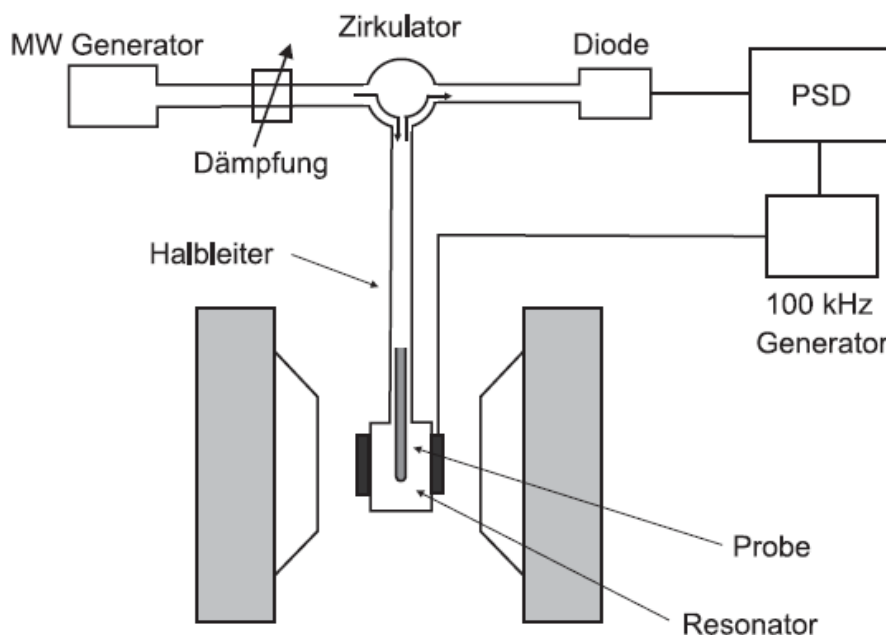 Zirkulator
MW Generator
Diode
PSD
Dämpfung
Halbleiter
100 kHz
Generator
Probe
Resonator